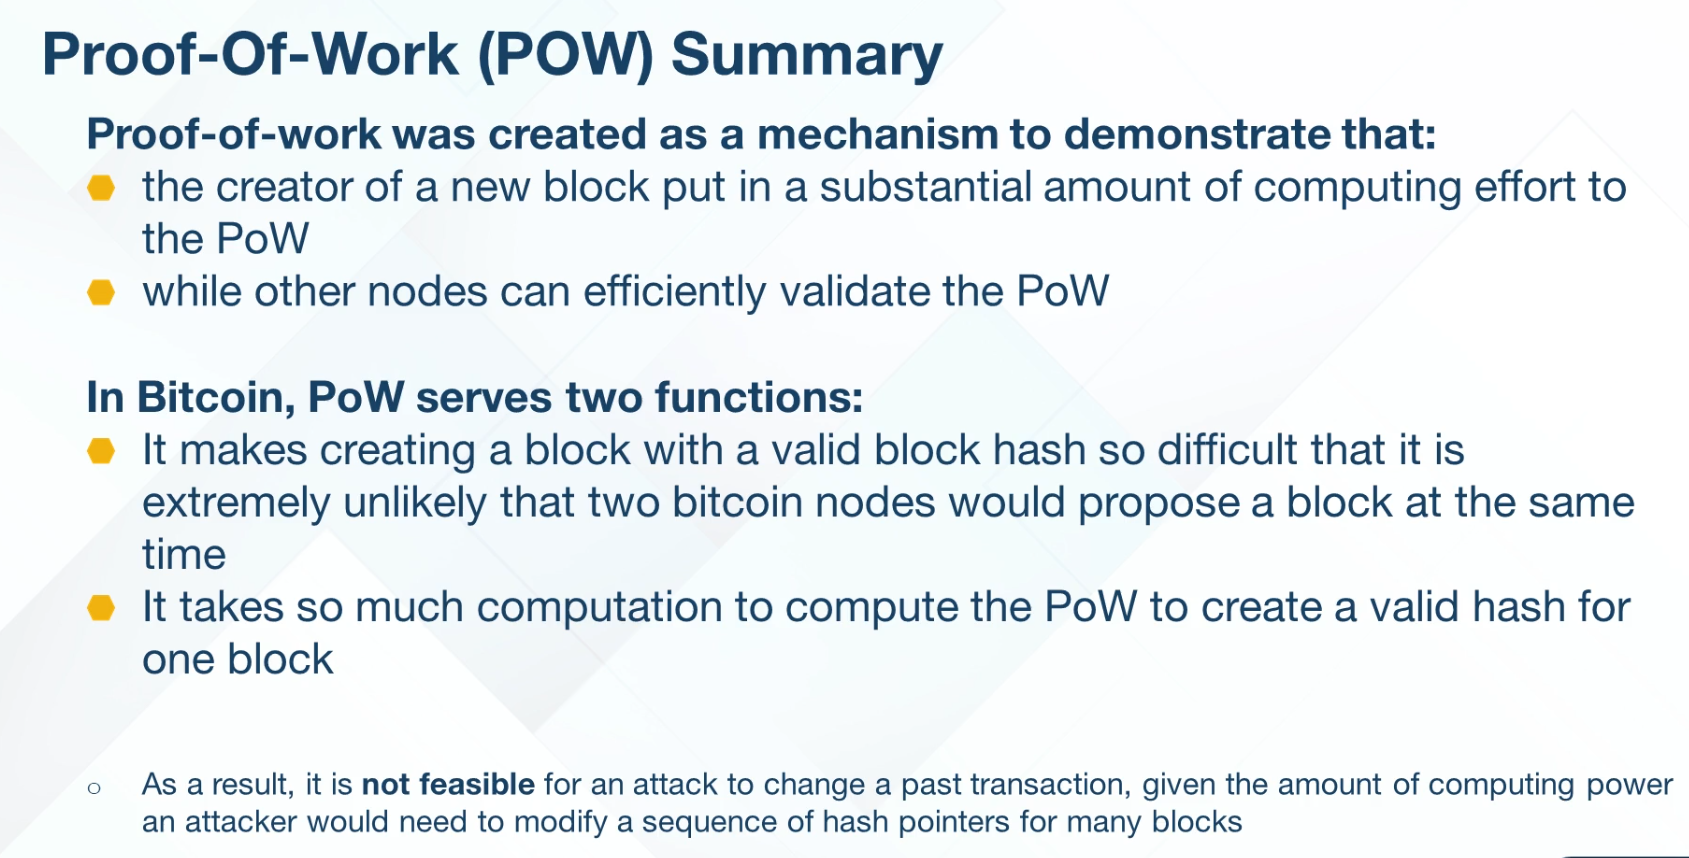 Proof-Of-Work (POW) Summary
Proof-of-work was created as a mechanism to demonstrate that:
the creator of a new block put in a substantial amount of computing effort to
the PoW
while other nodes can efficiently validate the PoW
In Bitcoin, PoW serves two functions:
It makes creating a block with a valid block hash so difficult that it is
extremely unlikely that two bitcoin nodes would propose a block at the same
time
It takes so much computation to compute the PoW to create a valid hash for
one block
As a result, it is not feasible for an attack to change a past transaction, given the amount of computing power
an attacker would need to modify a sequence of hash pointers for many blocks